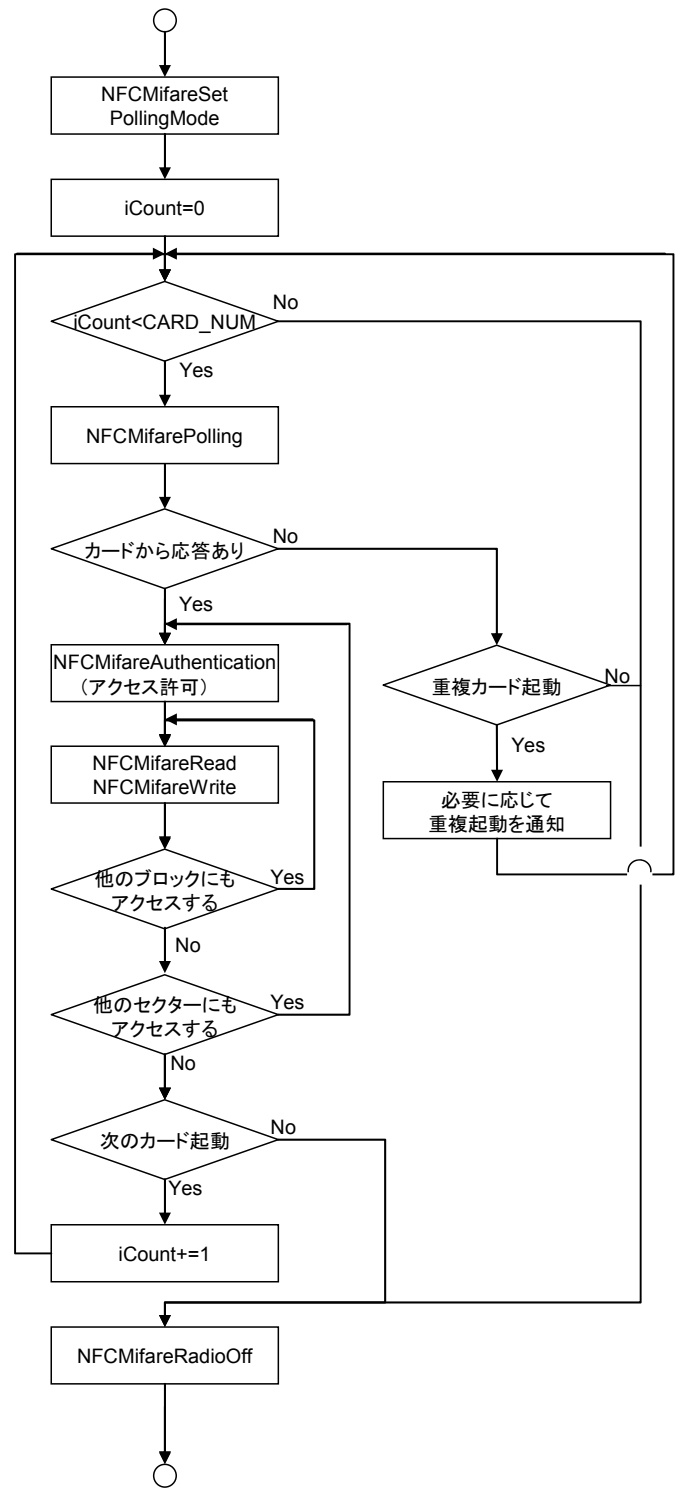 NFCMifareSet
PollingMode
iCount=0
iCount<CARD_NUM
No
Yes
NFCMifarePolling
カードから応答あり
No
Yes
NFCMifareAuthentication
（アクセス許可）
重複カード起動
No
Yes
NFCMifareRead
NFCMifareWrite
必要に応じて
重複起動を通知
他のブロックにも
アクセスする
Yes
No
他のセクターにも
アクセスする
Yes
No
次のカード起動
No
Yes
iCount+=1
NFCMifareRadioOff